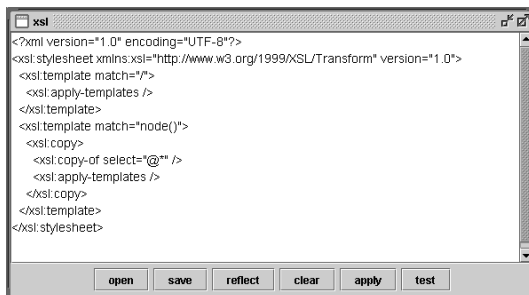 xsl
<?xml version="1.0" encoding="UTF-8"?>
<xsl:stylesheet xmlns:xsl="http://www.w3.org/1999/XSL/Transform" version="1.0">
<xsl:template match="/">
<xsl:apply-templates />
</xsl:template>
<xsl:template match="node()">
<xsl:copy>
<xsl:copy-of select="@*" />
<xsl:apply-templates />
</xsl:copy>
</xsl:template>
</xsl:stylesheet>
open save reflect clear apply test